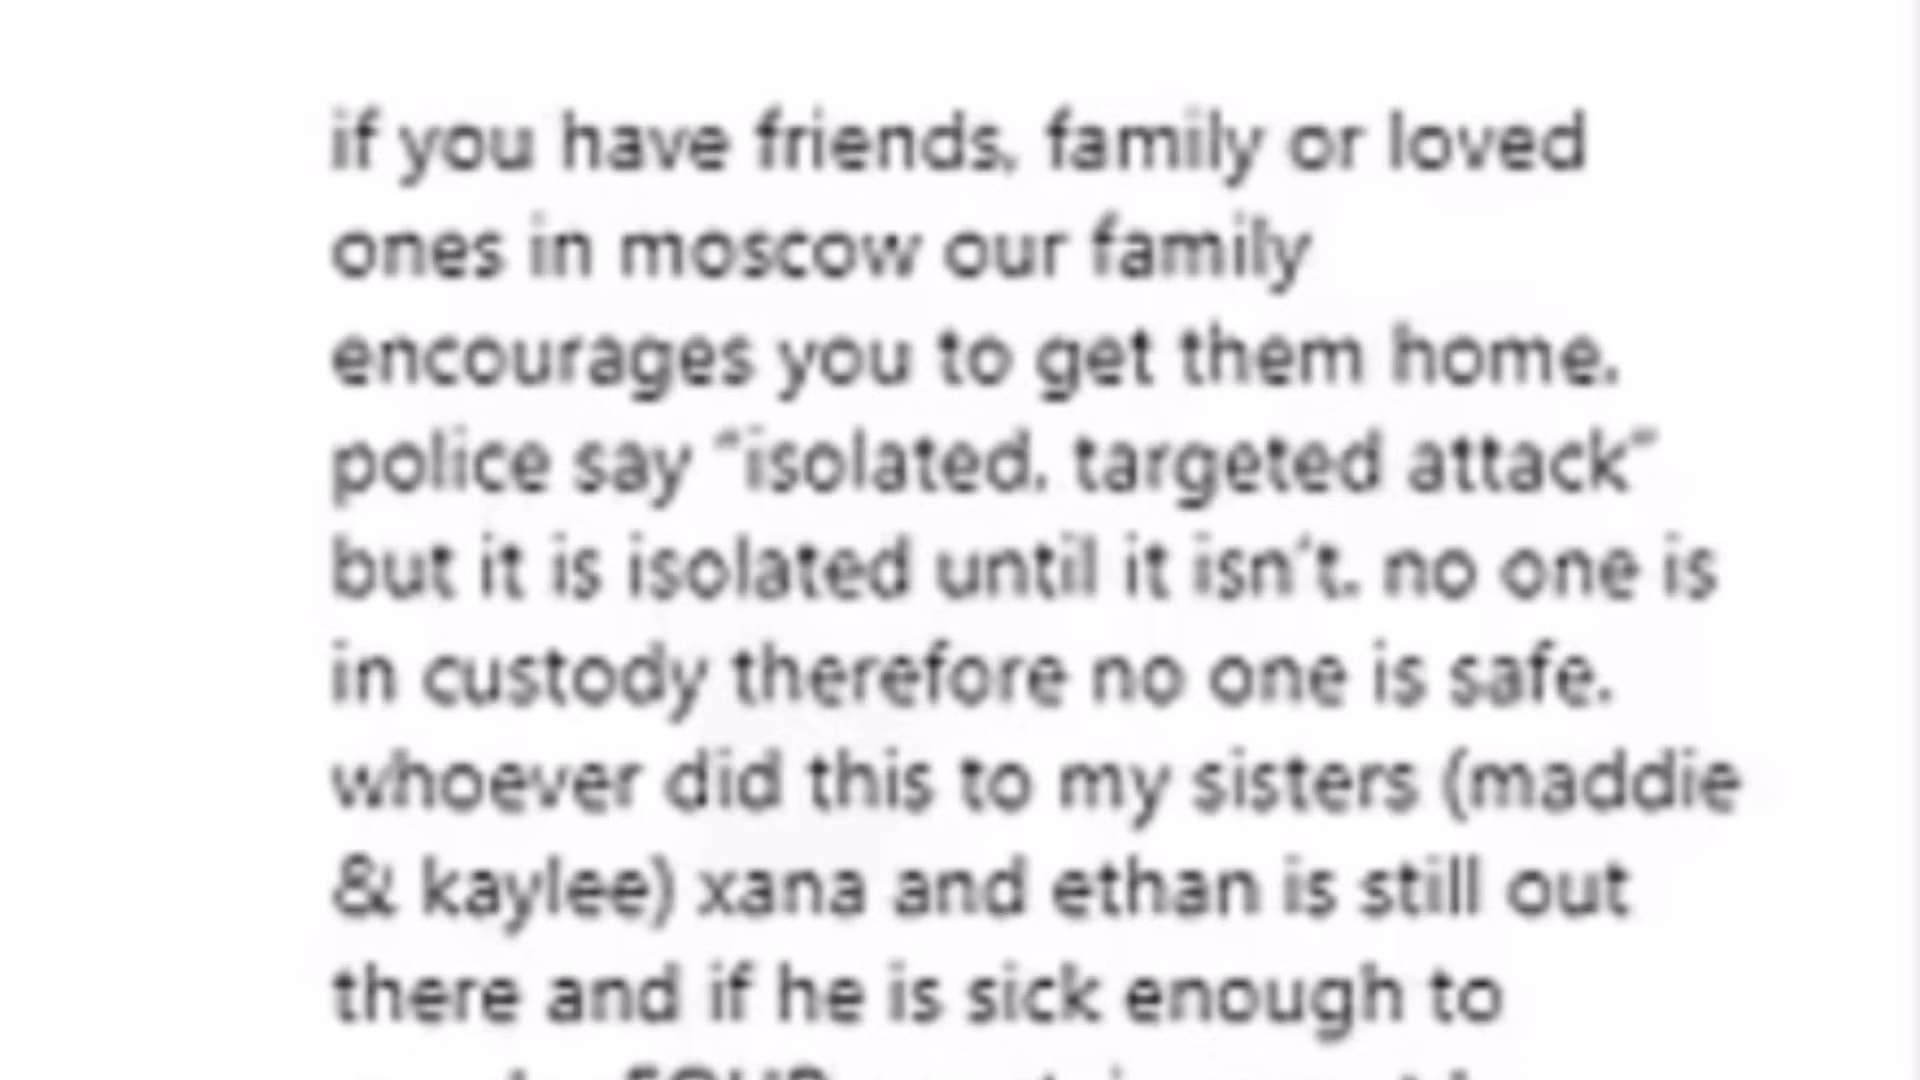 if you have friends, family or loved
ones in moscow our family
encourages you to get them home.
police say “isolated. targeted attack”
but it is isolated until it isn’t. no one is
in custody therefore no one is safe.
whoever did this to my sisters (maddie
& kaylee) xana and ethan is still out
there and if he is sick enough to
FOUR